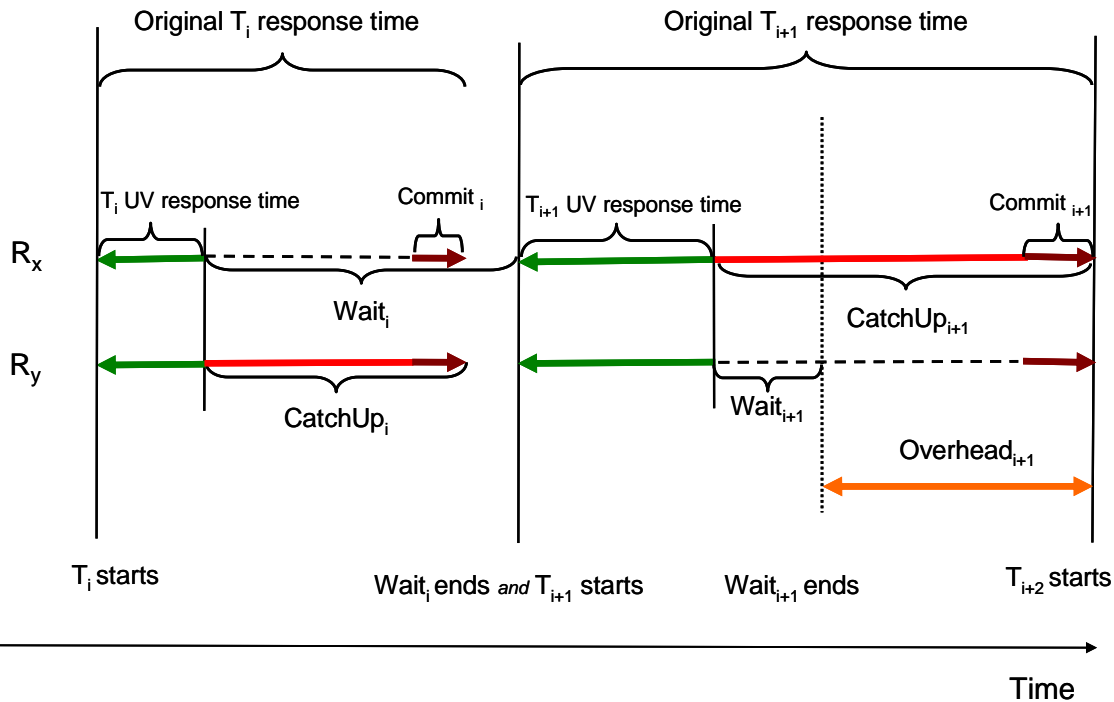 Original Ti response time
Original Ti+1 response time
Ti UV response time
Commit i
Ti+1 UV response time
Commit i+1
Rx
Waiti
CatchUpi+1
Ry
CatchUpi
Waiti+1
Overheadi+1
Ti starts
Waiti ends and Ti+1 starts
Waiti+1 ends
Ti+2 starts
Time